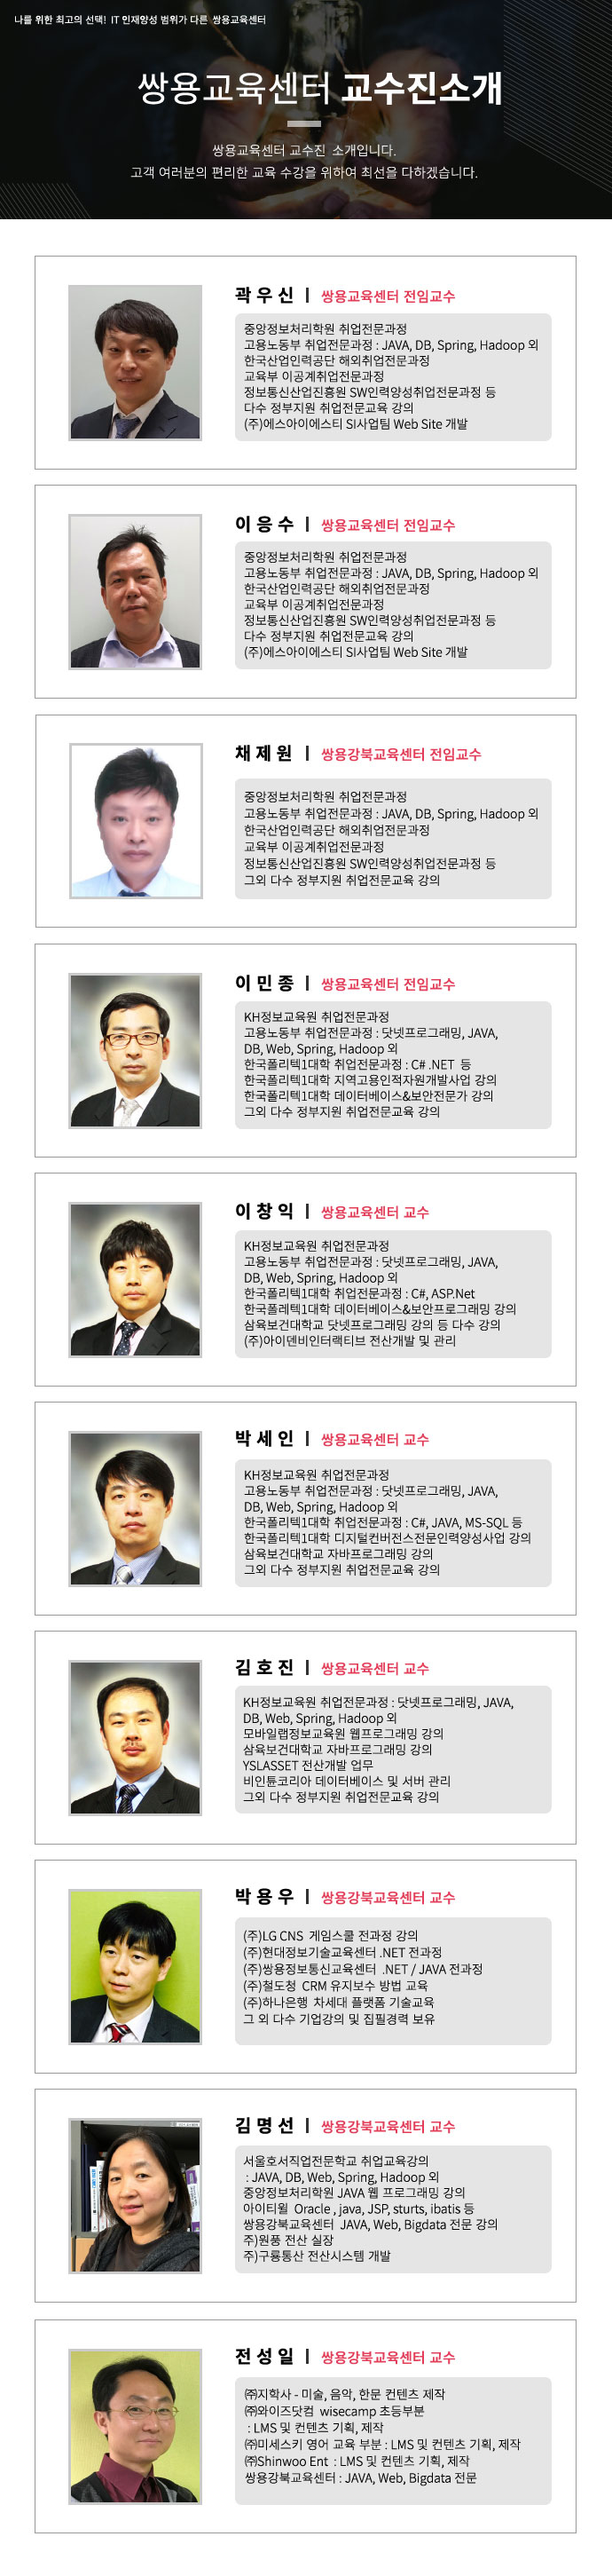 나를 위한 최고의 선택! IT 인재양성 범위가 다른 쌍용교육센터
쌍용교육센터 교수진소개
쌍용교육센터 교수진 소개입니다.
고객 여러분의 편리한 교육 수강을 위하여 최선을 다하겠습니다.
곽 우 신 | 쌍용교육센터 전임교수
중앙정보처리학원 취업전문과정
고용노동부 취업전문과정 : JAVA, DB, Spring, Hadoop 외
한국산업인력공단 해외취업전문과정
교육부 이공계취업전문과정
정보통신산업진흥원 SW인력양성취업전문과정 등
다수 정부지원 취업전문교육 강의
(주)에스아이에스티 SI사업팀 Web Site 개발
이 응 수 | 쌍용교육센터 전임교수
중앙정보처리학원 취업전문과정
고용노동부 취업전문과정 : JAVA, DB, Spring, Hadoop 외
한국산업인력공단 해외취업전문과정
교육부 이공계취업전문과정
정보통신산업진흥원 SW인력양성취업전문과정 등
다수 정부지원 취업전문교육 강의
(주)에스아이에스티 SI사업팀 Web Site 개발
채 제 원 | 쌍용강북교육센터 전임교수
중앙정보처리학원 취업전문과정
고용노동부 취업전문과정 : JAVA, DB, Spring, Hadoop 외
한국산업인력공단 해외취업전문과정
교육부 이공계취업전문과정
정보통신산업진흥원 SW인력양성취업전문과정 등
그외 다수 정부지원 취업전문교육 강의
이 민 종 | 쌍용교육센터 전임교수
KH정보교육원 취업전문과정
고용노동부 취업전문과정 : 닷넷프로그래밍, JAVA,
DB, Web, Spring, Hadoop 외
한국폴리텍1대학 취업전문과정 : C# .NET 등
한국폴리텍1대학 지역고용인적자원개발사업 강의
한국폴리텍1대학 데이터베이스&보안전문가 강의
그외 다수 정부지원 취업전문교육 강의
이 창 익 | 쌍용교육센터 교수
KH정보교육원 취업전문과정
고용노동부 취업전문과정 : 닷넷프로그래밍, JAVA,
DB, Web, Spring, Hadoop 외
한국폴리텍1대학 취업전문과정 : C#, ASP.Net
한국폴레텍1대학 데이터베이스&보안프로그래밍 강의
삼육보건대학교 닷넷프로그래밍 강의 등 다수 강의
(주)아이덴비인터랙티브 전산개발 및 관리
박 세 인 | 쌍용교육센터 교수
KH정보교육원 취업전문과정
고용노동부 취업전문과정 : 닷넷프로그래밍, JAVA,
DB, Web, Spring, Hadoop 외
한국폴리텍1대학 취업전문과정 : C#, JAVA, MS-SQL 등
한국폴리텍1대학 디지털컨버전스전문인력양성사업 강의
삼육보건대학교 자바프로그래밍 강의
그외 다수 정부지원 취업전문교육 강의
김 호 진 | 쌍용교육센터 교수
KH정보교육원 취업전문과정 : 닷넷프로그래밍, JAVA,
DB, Web, Spring, Hadoop 외
모바일랩정보교육원 웹프로그래밍 강의
삼육보건대학교 자바프로그래밍 강의
YSLASSET 전산개발 업무
비인튠코리아 데이터베이스 및 서버 관리
그외 다수 정부지원 취업전문교육 강의
박 용 우 | 쌍용강북교육센터 교수
(주)LG CNS 게임스쿨 전과정 강의
(주)현대정보기술교육센터 .NET 전과정
(주)쌍용정보통신교육센터 .NET / JAVA 전과정
(주)철도청 CRM 유지보수 방법 교육
(주)하나은행 차세대 플랫폼 기술교육
그 외 다수 기업강의 및 집필경력 보유
김 명 선 | 쌍용강북교육센터 교수
서울호서직업전문학교 취업교육강의
: JAVA, DB, Web, Spring, Hadoop 외
중앙정보처리학원 JAVA 웹 프로그래밍 강의
아이티윌 Oracle , java, JSP, sturts, ibatis 등
쌍용강북교육센터 JAVA, Web, Bigdata 전문 강의
주)원풍 전산 실장
주)구룡통산 전산시스템 개발
전 성 일 | 쌍용강북교육센터 교수
㈜지학사 - 미술, 음악, 한문 컨텐츠 제작
㈜와이즈닷컴 wisecamp 초등부분
: LMS 및 컨텐츠 기획, 제작
㈜미세스키 영어 교육 부분 : LMS 및 컨텐츠 기획, 제작
㈜Shinwoo Ent : LMS 및 컨텐츠 기획, 제작
쌍용강북교육센터 : JAVA, Web, Bigdata 전문